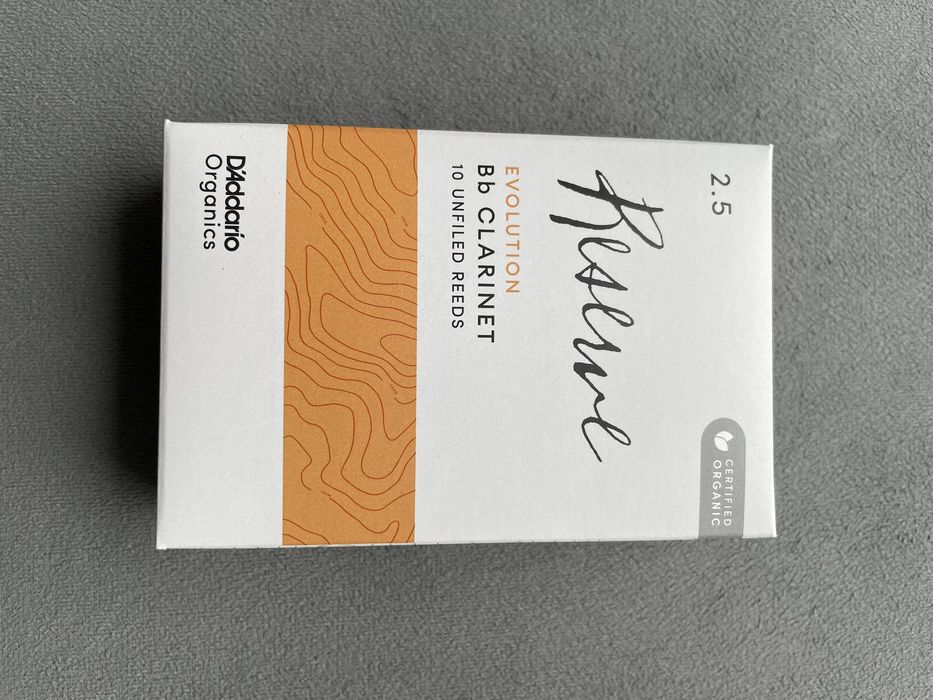 2.5
CERTIFIED
ORGANIC
Reserve
EVOLUTION
Bb CLARINET
10 UNFILED REEDS
D'Addario
Organics